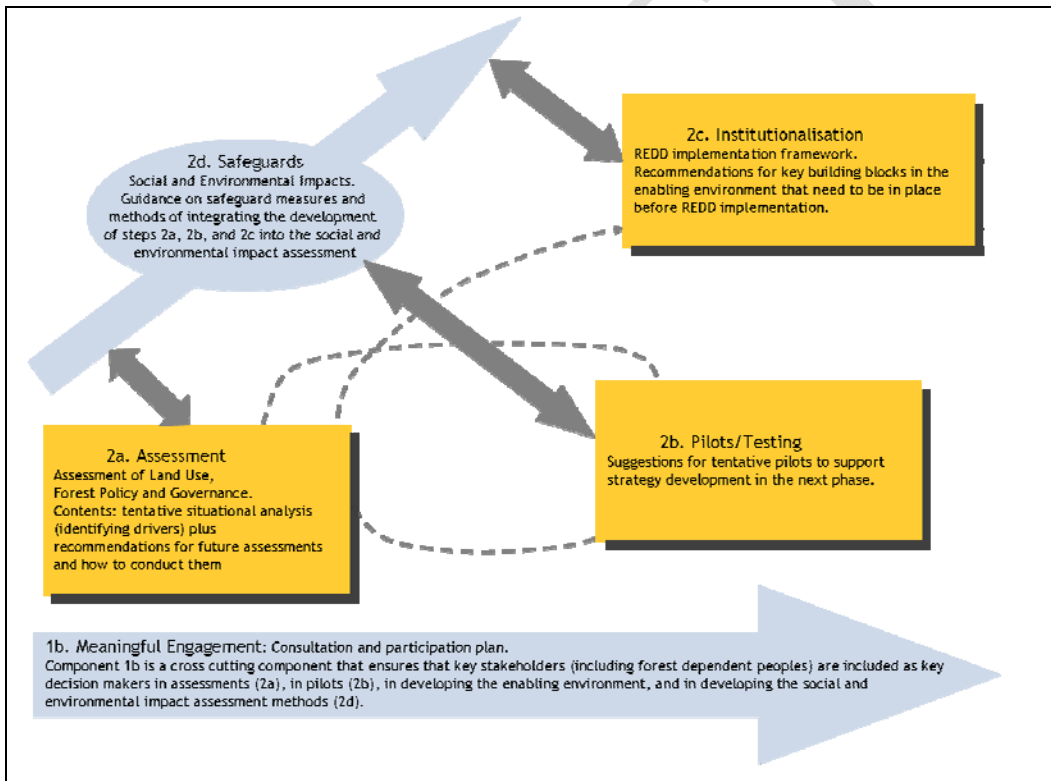 2d. Safeguards
Social and Environmental Impacts.
Guidance on safeguard measures and
methods of integrating the development
of steps 2a, 2b, and 2c into the social and
environmental impact assessment
2c. Institutionalisation
REDD implementation framework.
Recommendations for key building blocks in the
enabling environment that need to be in place
before REDD implementation.
2a. Assessment
Assessment of Land Use,
Forest Policy and Governance.
Contents: tentative situational analysis
(identifying drivers) plus
recommendations for future assessments
and how to conduct them
2b. Pilots/Testing
Suggestions for tentative pilots to support
strategy development in the next phase.
1b. Meaningful Engagement: Consultation and participation plan.
Component 1b is a cross cutting component that ensures that key stakeholders (including forest dependent peoples) are included as key
decision makers in assessments (2a), in pilots (2b), in developing the enabling environment, and in developing the social and
environmental impact assessment methods (2d).